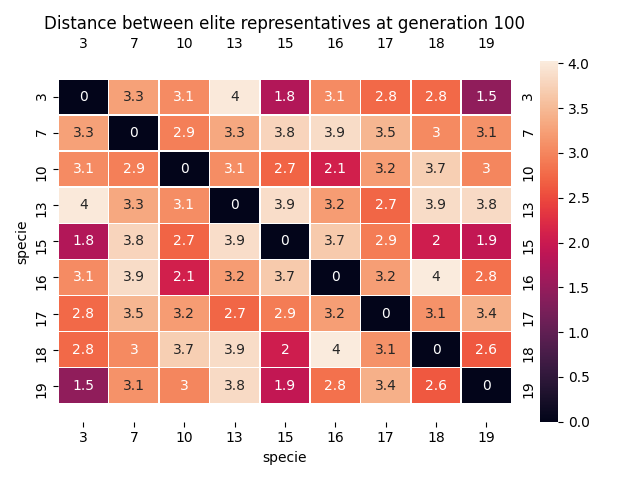 Distance between elite representatives at generation 100
3 7 10 13 15 16 17 18 19
3 0 3.3 3.1 4 1.8 3.1 2.8 2.8 1.5 3
7 3.3 0 2.9 3.3 3.8 3.9 3.5 3 3.1 7
10 3.1 2.9 0 3.1 2.7 2.1 3.2 3.7 3 10
13 4 3.3 3.1 0 3.9 3.2 2.7 3.9 3.8 13
15 1.8 3.8 2.7 3.9 0 3.7 2.9 2 1.9 15
16 3.1 3.9 2.1 3.2 3.7 0 3.2 4 2.8 16
17 2.8 3.5 3.2 2.7 2.9 3.2 0 3.1 3.4 17
18 2.8 3 3.7 3.9 2 4 3.1 0 2.6 18
19 1.5 3.1 3 3.8 1.9 2.8 3.4 2.6 0 19
3 7 10 13 15 16 17 18 19
specie
specie
4.0
3.5
3.0
2.5
2.0
1.5
1.0
0.5
0.0